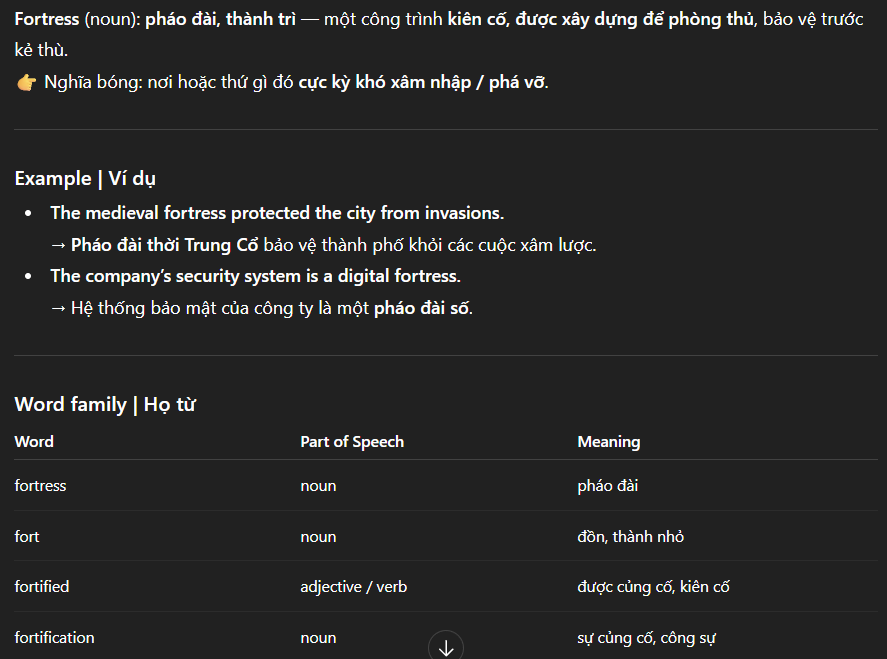 Fortress (noun): pháo đài, thành trì — một công trình kiên cố, được xây dựng để phòng thủ, bảo vệ trước
kẻ thù.
👉 Nghĩa bóng: nơi hoặc thứ gì đó cực kỳ khó xâm nhập / phá vỡ.
Example | Ví dụ
• The medieval fortress protected the city from invasions.
→ Pháo đài thời Trung Cổ bảo vệ thành phố khỏi các cuộc xâm lược.
• The company’s security system is a digital fortress.
→ Hệ thống bảo mật của công ty là một pháo đài số.
Word family | Họ từ
Word Part of Speech Meaning
fortress noun pháo đài
fort noun đồn, thành nhỏ
fortified adjective / verb được củng cố, kiên cố
fortification noun sự củng cố, công sự